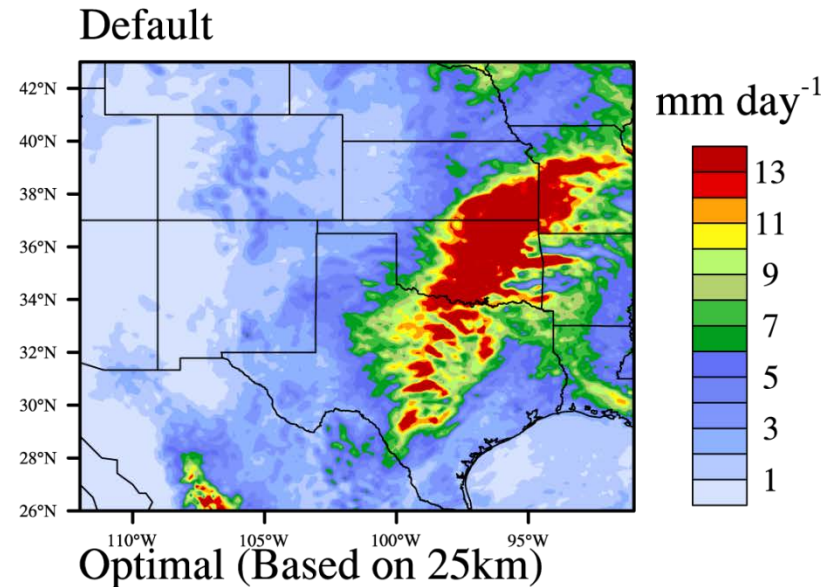 Default
mm day⁻¹
42°N
40°N
38°N
36°N
34°N
32°N
30°N
28°N
26°N
110°W 105°W 100°W 95°W
13
11
9
7
5
3
1
Optimal (Based on 25km)